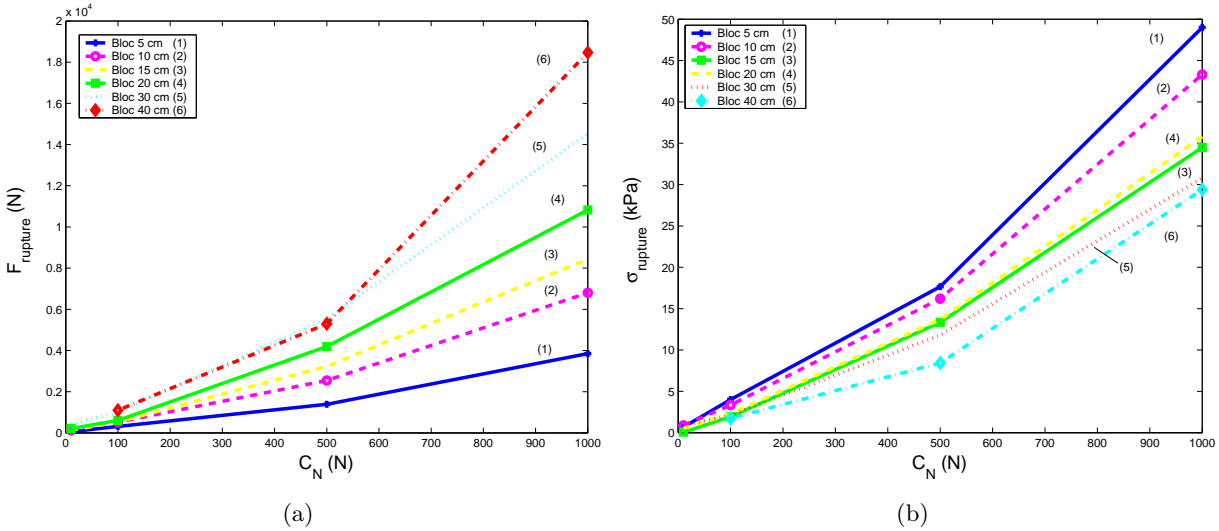 x 10⁴
2
1.8
1.6
1.4
1.2
1
0.8
0.6
0.4
0.2
0
F_rupture (N)
Bloc 5 cm (1)
Bloc 10 cm (2)
Bloc 15 cm (3)
Bloc 20 cm (4)
Bloc 30 cm (5)
Bloc 40 cm (6)
(6)
(5)
(4)
(3)
(2)
(1)
0 100 200 300 400 500 600 700 800 900 1000
C_N (N)
(a)
50
45
40
35
30
25
20
15
10
5
0
σ_rupture (kPa)
Bloc 5 cm (1)
Bloc 10 cm (2)
Bloc 15 cm (3)
Bloc 20 cm (4)
Bloc 30 cm (5)
Bloc 40 cm (6)
(1)
(2)
(4)
(3)
(6)
(5)
0 100 200 300 400 500 600 700 800 900 1000
C_N (N)
(b)